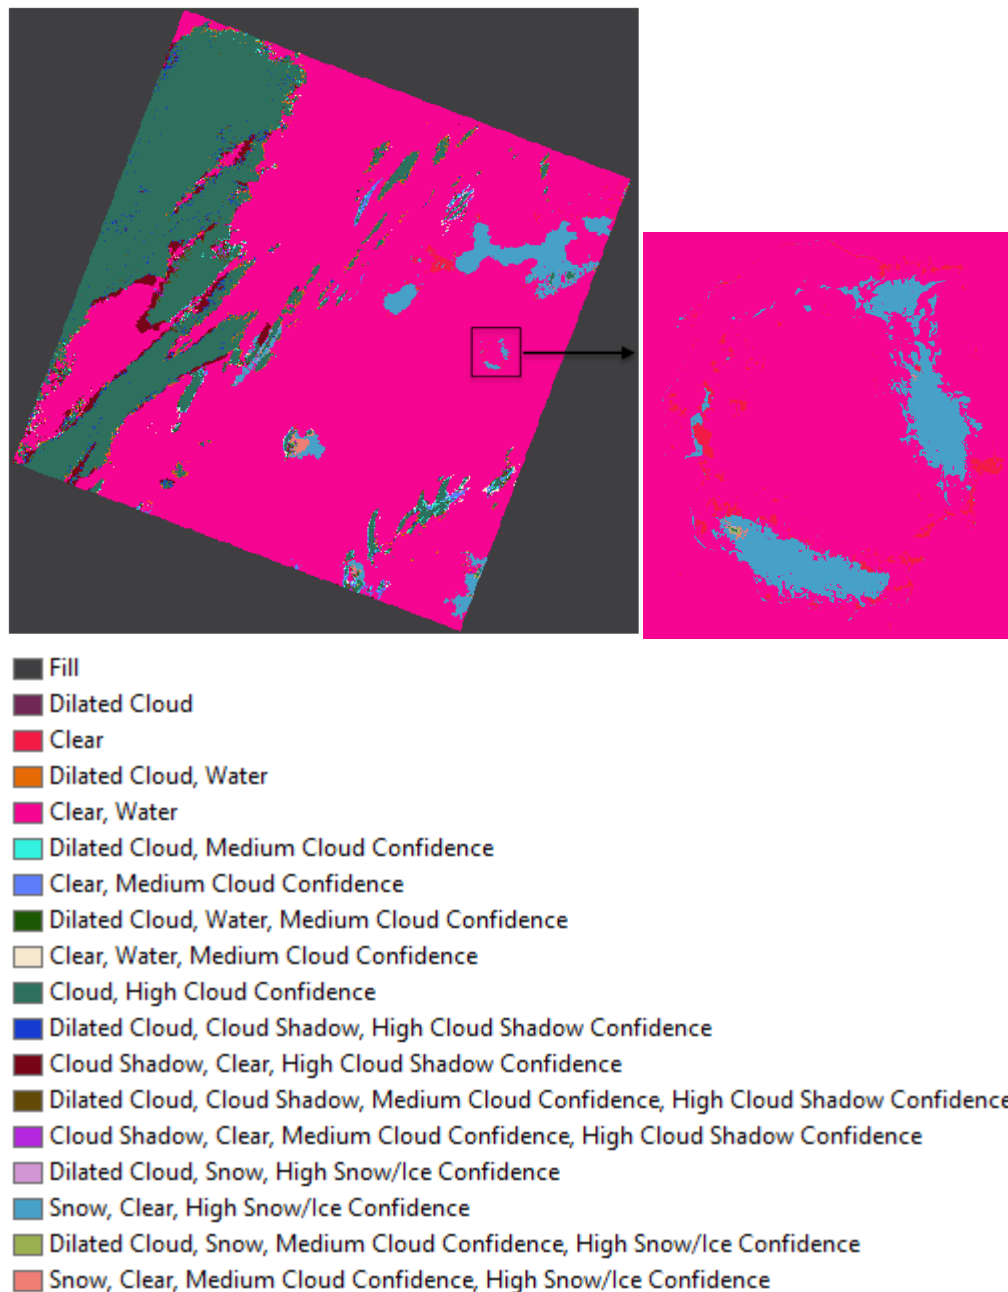 Fill
Dilated Cloud
Clear
Dilated Cloud, Water
Clear, Water
Dilated Cloud, Medium Cloud Confidence
Clear, Medium Cloud Confidence
Dilated Cloud, Water, Medium Cloud Confidence
Clear, Water, Medium Cloud Confidence
Cloud, High Cloud Confidence
Dilated Cloud, Cloud Shadow, High Cloud Shadow Confidence
Cloud Shadow, Clear, High Cloud Shadow Confidence
Dilated Cloud, Cloud Shadow, Medium Cloud Confidence, High Cloud Shadow Confidence
Cloud Shadow, Clear, Medium Cloud Confidence, High Cloud Shadow Confidence
Dilated Cloud, Snow, High Snow/Ice Confidence
Snow, Clear, High Snow/Ice Confidence
Dilated Cloud, Snow, Medium Cloud Confidence, High Snow/Ice Confidence
Snow, Clear, Medium Cloud Confidence, High Snow/Ice Confidence